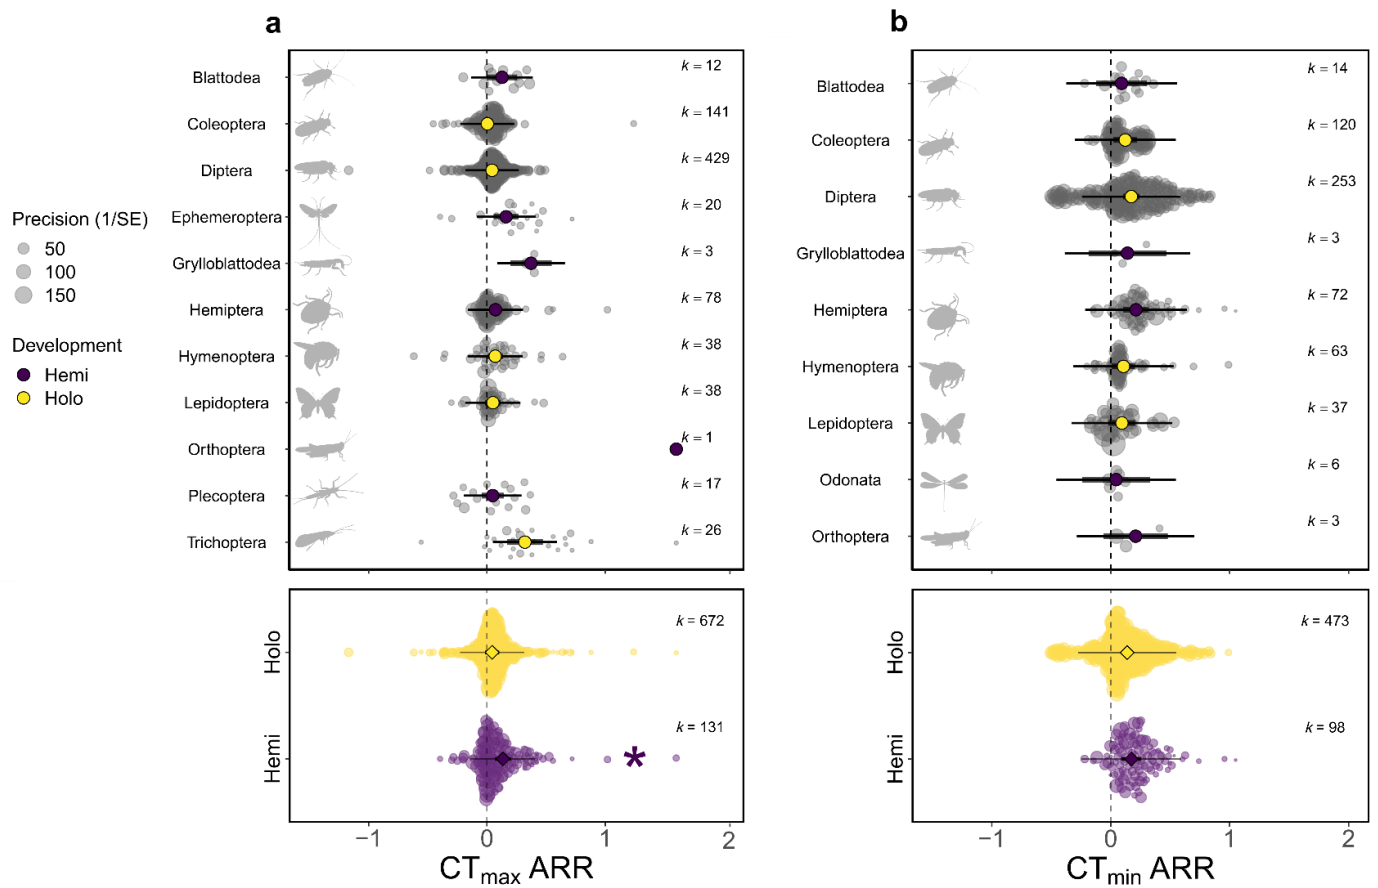 a
b
Precision (1/SE)
50
100
150
Development
Hemi
Holo
Blattodea
k = 12
Coleoptera
k = 141
Diptera
k = 429
Ephemeroptera
k = 20
Grylloblattodea
k = 3
Hemiptera
k = 78
Hymenoptera
k = 38
Lepidoptera
k = 38
Orthoptera
k = 1
Plecoptera
k = 17
Trichoptera
k = 26
Holo
k = 672
Hemi
k = 131
*
−1
0
1
2
CTmax ARR
Blattodea
k = 14
Coleoptera
k = 120
Diptera
k = 253
Grylloblattodea
k = 3
Hemiptera
k = 72
Hymenoptera
k = 63
Lepidoptera
k = 37
Odonata
k = 6
Orthoptera
k = 3
Holo
k = 473
Hemi
k = 98
−1
0
1
2
CTmin ARR